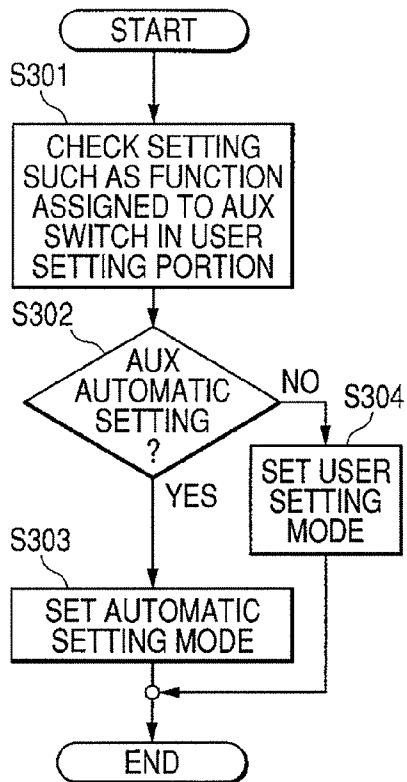 START
S301
CHECK SETTING
SUCH AS FUNCTION
ASSIGNED TO AUX
SWITCH IN USER
SETTING PORTION
S302
AUX
AUTOMATIC
SETTING
?
NO
YES
S304
SET USER
SETTING
MODE
S303
SET AUTOMATIC
SETTING MODE
END